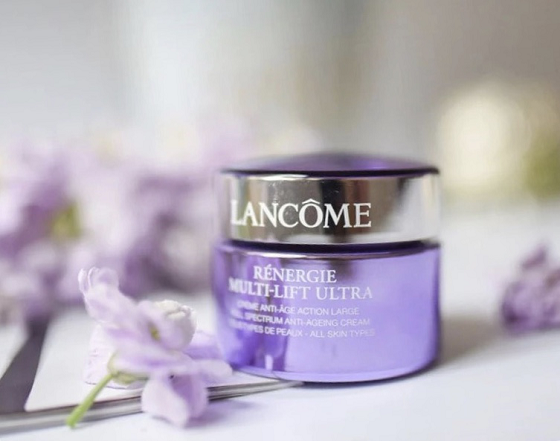 LANCÔME
RÉNERGIE
MULTI-LIFT ULTRA
CRÈME ANTI-ÂGE ACTION LARGE
FULL SPECTRUM ANTI-AGEING CREAM
TYPES DE PEAUX - ALL SKIN TYPES